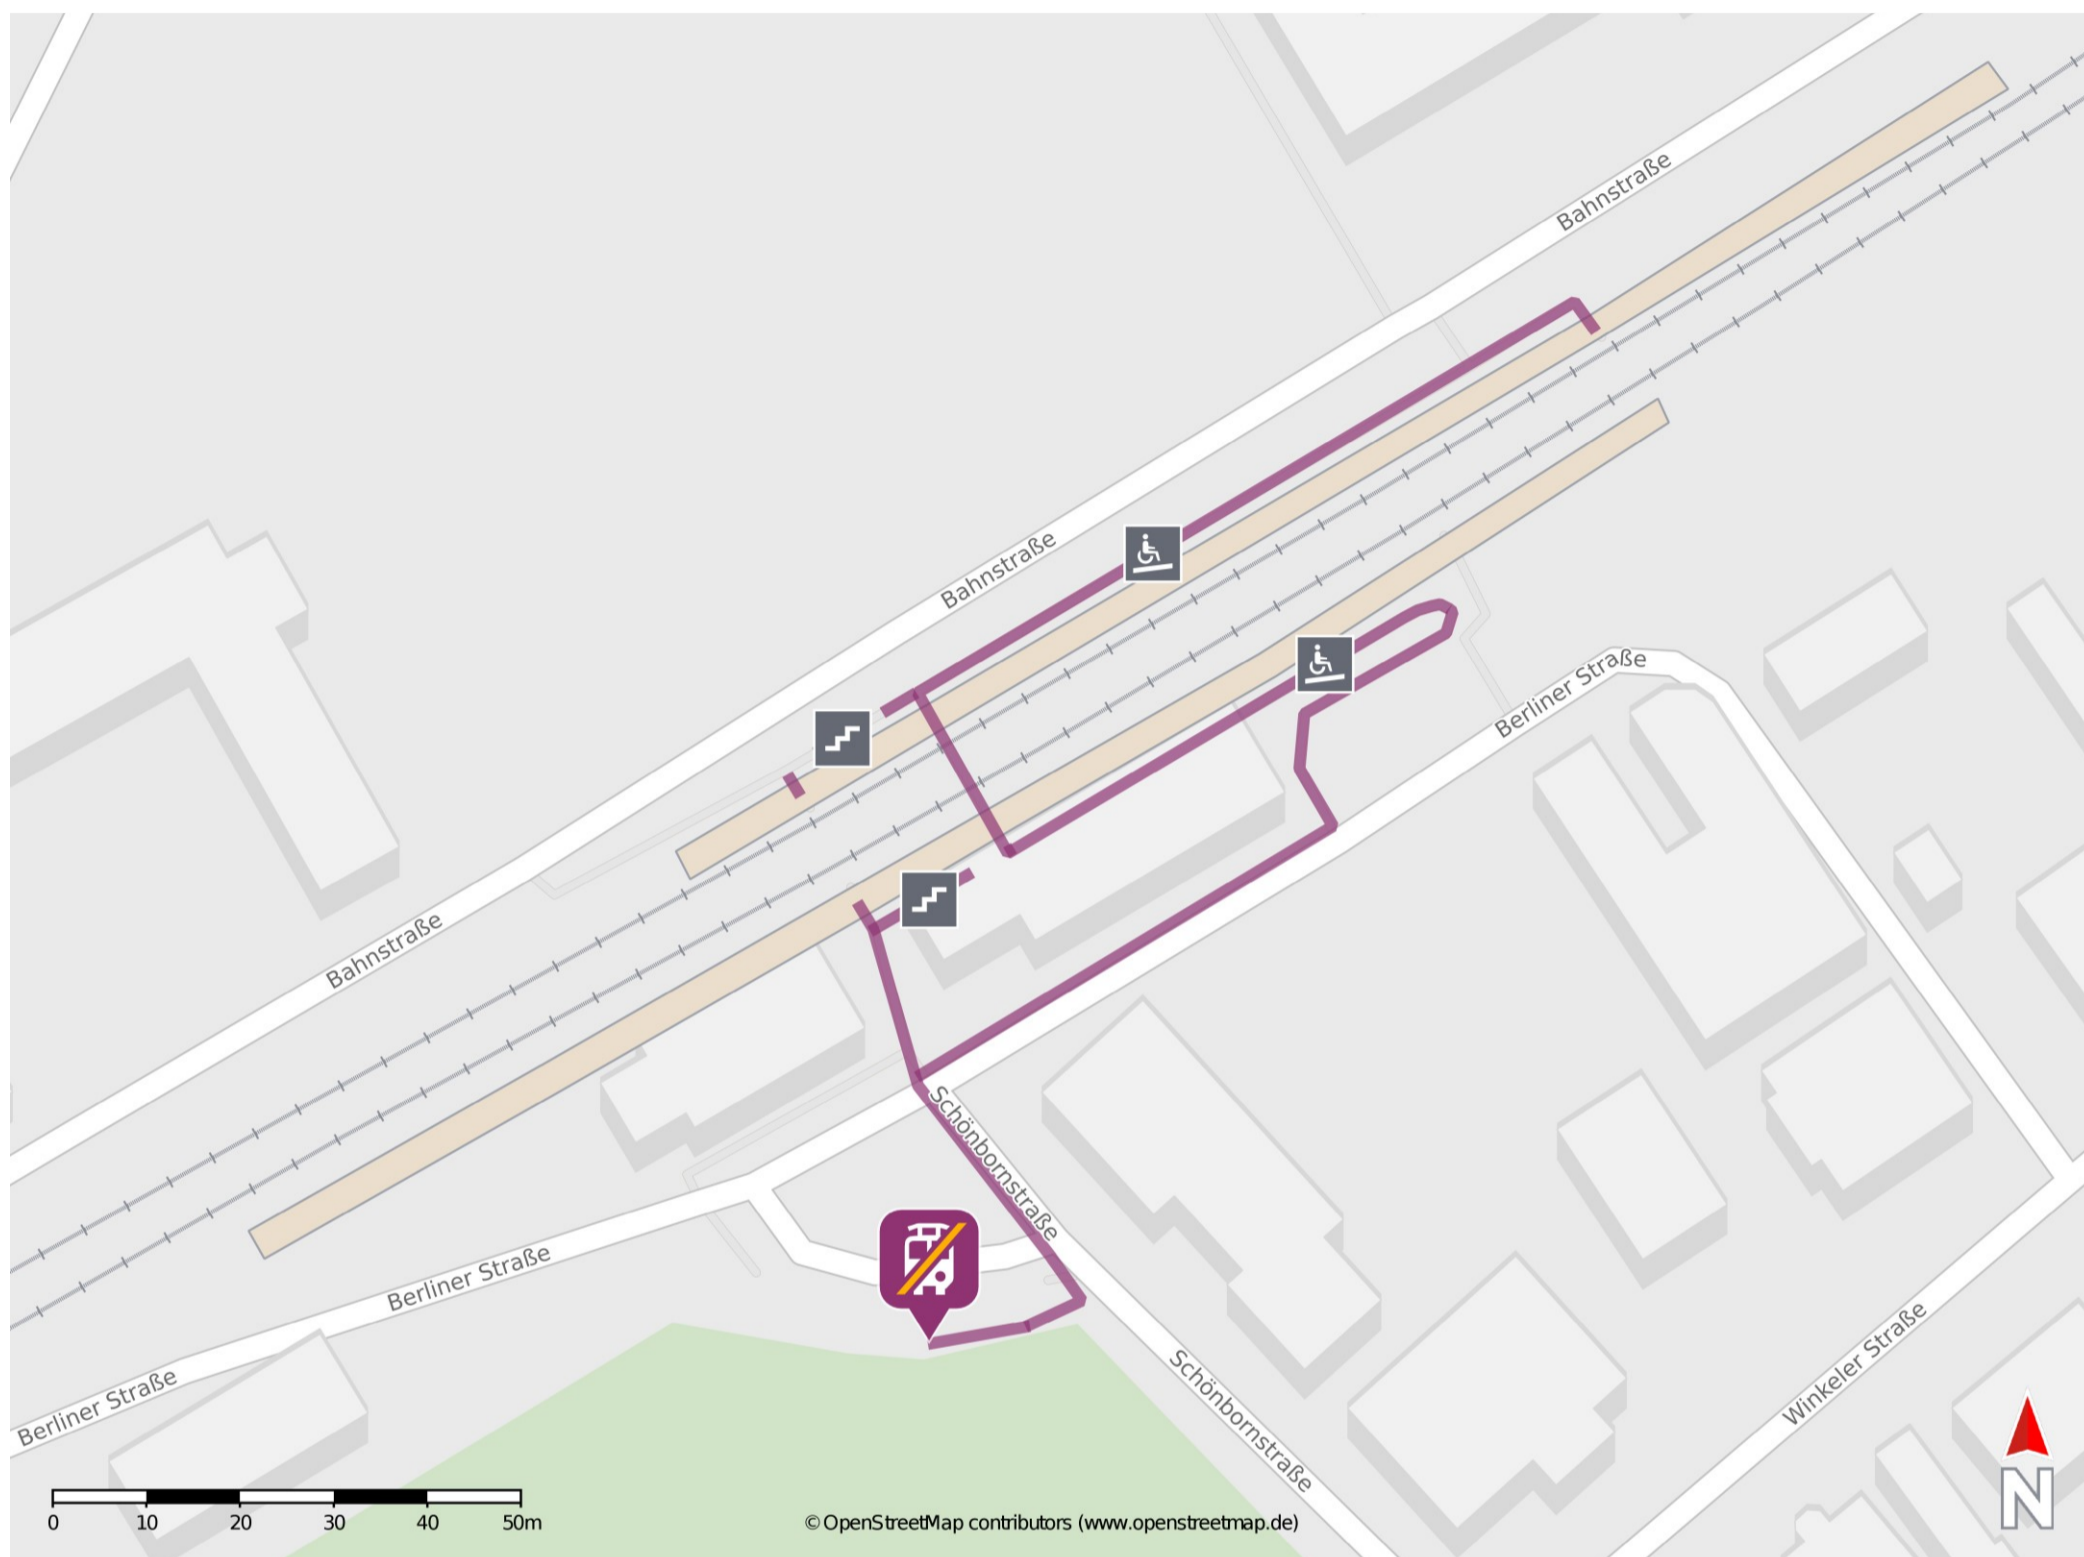 Bahnstraße
Bahnstraße
Berliner Straße
Bahnstraße
Schönbornstraße
Berliner Straße
Winkeler Straße
Berliner Straße
Schönbornstraße
0 10 20 30 40 50m
© OpenStreetMap contributors (www.openstreetmap.de)
N